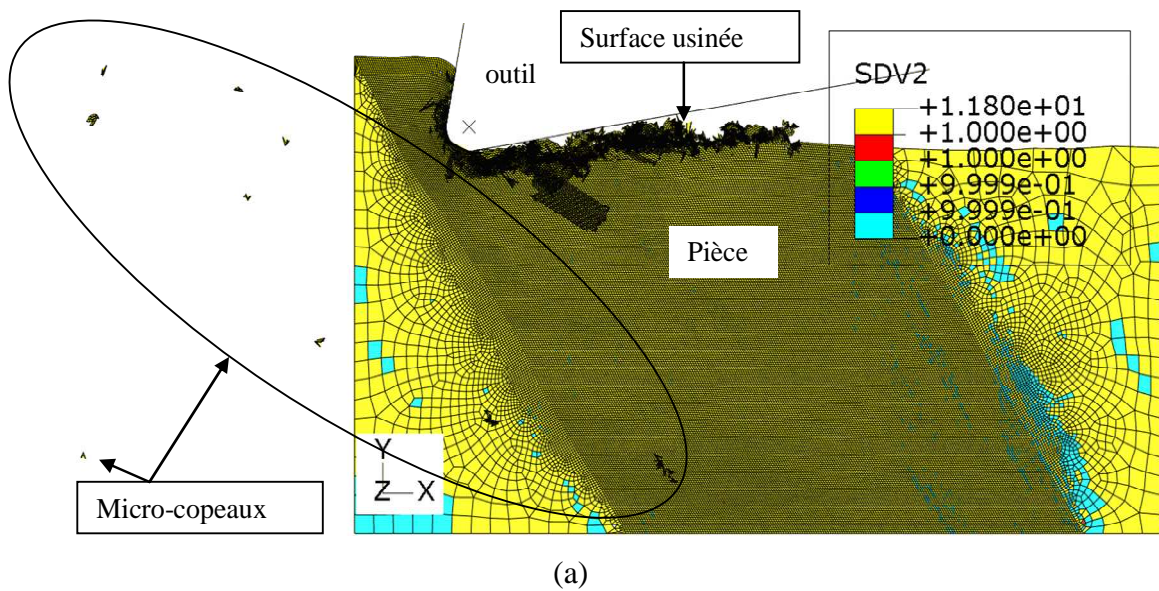 Surface usinée
outil
SDV2
+1.180e+01
+1.000e+00
+1.000e+00
+9.999e-01
+9.999e-01
+0.000e+00
Pièce
Y
Z X
Micro-copeaux
(a)